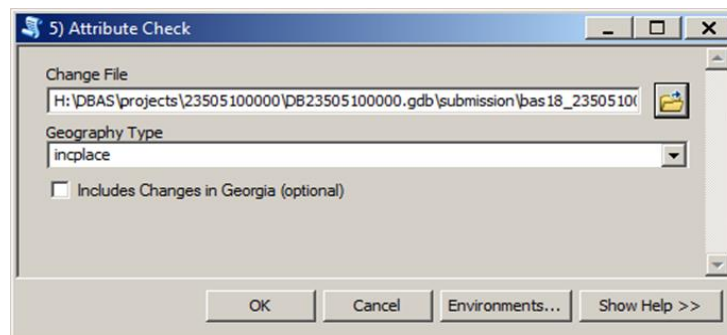 5) Attribute Check
Change File
H:\DBAS\projects\23505100000\DB23505100000.gdb\submission\bas18_2350510(
Geography Type
incplace
Includes Changes in Georgia (optional)
OK Cancel Environments... Show Help >>